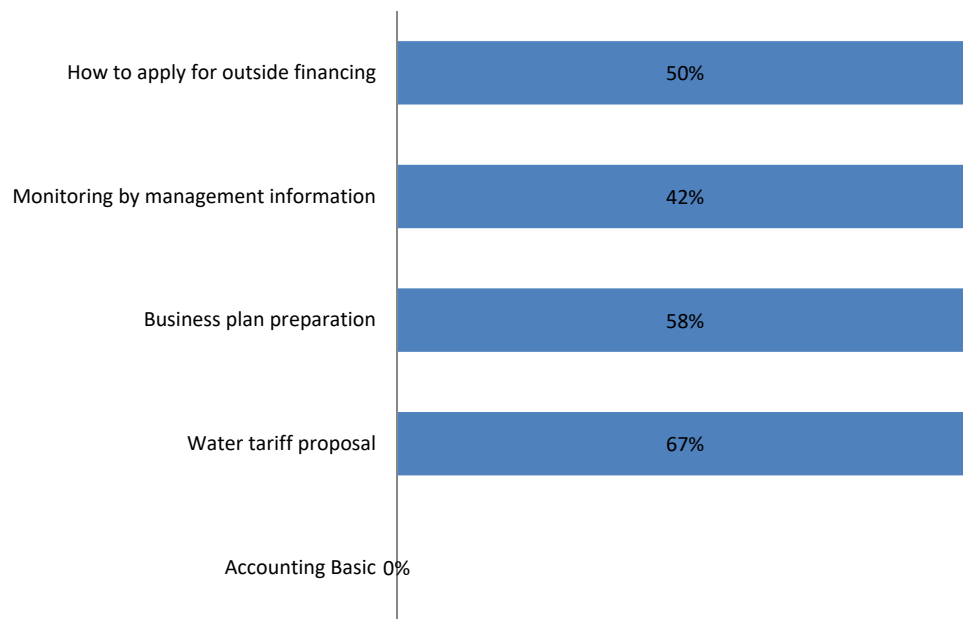 How to apply for outside financing 50%
Monitoring by management information 42%
Business plan preparation 58%
Water tariff proposal 67%
Accounting Basic 0%